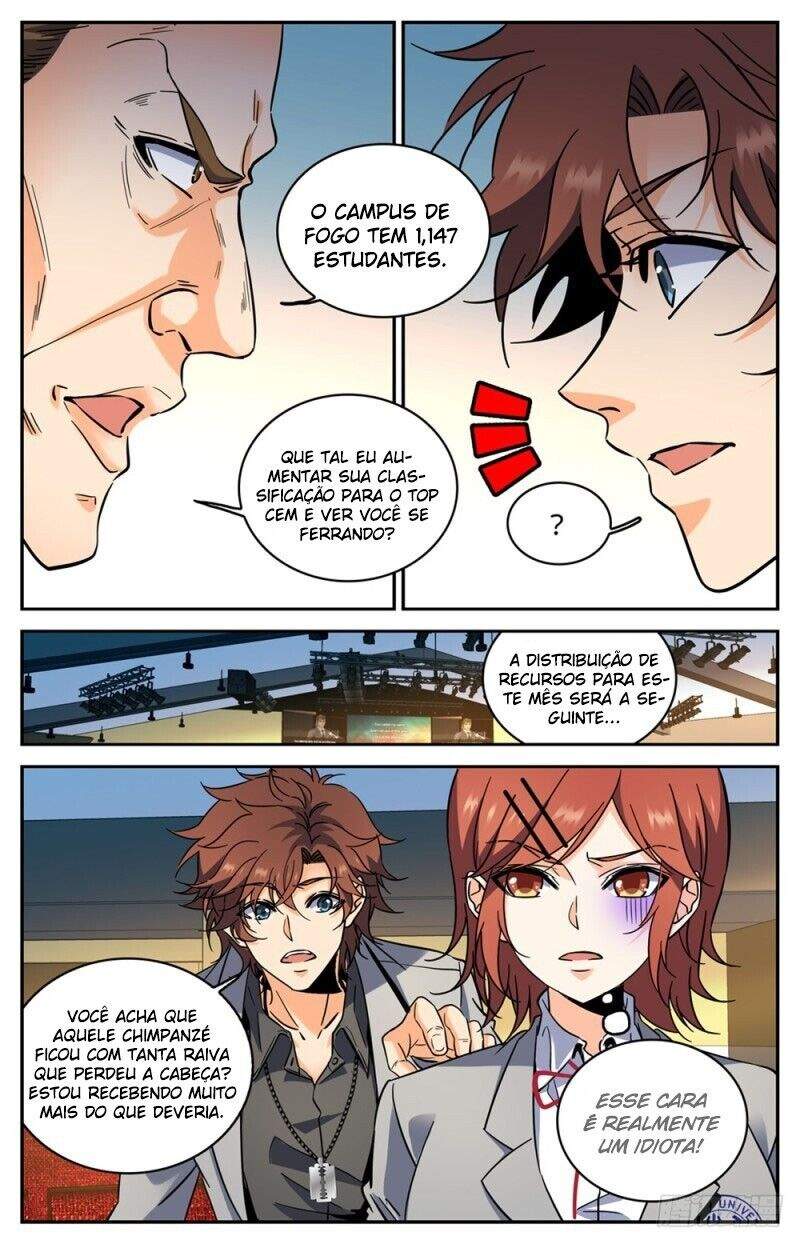 O CAMPUS DE
FOGO TEM 1,147
ESTUDANTES.
QUE TAL EU AU-
MENTAR SUA CLAS-
SIFICAÇÃO PARA O TOP
CEM E VER VOCÊ SE
FERRANDO?
?
A DISTRIBUIÇÃO DE
RECURSOS PARA ES-
TE MÊS SERÁ A SE-
GUINTE...
VOCÊ ACHA QUE
AQUELE CHIMPANZÉ
FICOU COM TANTA RAIVA
QUE PERDEU A CABEÇA?
ESTOU RECEBENDO MUITO
MAIS DO QUE DEVERIA.
ESSE CARA
É REALMENTE
UM IDIOTA!